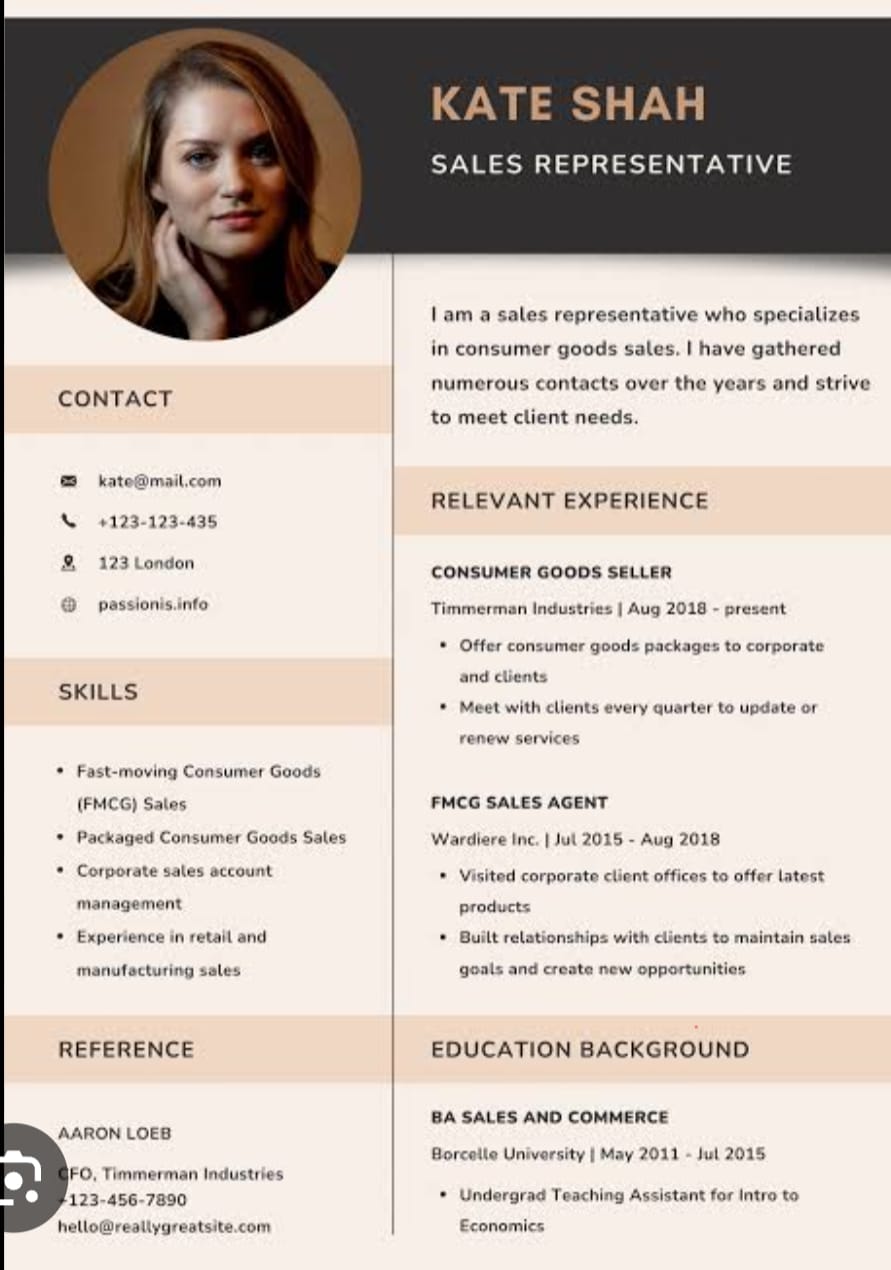 KATE SHAH
SALES REPRESENTATIVE
I am a sales representative who specializes
in consumer goods sales. I have gathered
numerous contacts over the years and strive
to meet client needs.
CONTACT
kate@mail.com
+123-123-435
123 London
passionis.info
SKILLS
• Fast-moving Consumer Goods
(FMCG) Sales
• Packaged Consumer Goods Sales
• Corporate sales account
management
• Experience in retail and
manufacturing sales
REFERENCE
AARON LOEB
CFO, Timmerman Industries
+123-456-7890
hello@reallygreatsite.com
RELEVANT EXPERIENCE
CONSUMER GOODS SELLER
Timmerman Industries | Aug 2018 - present
• Offer consumer goods packages to corporate
and clients
• Meet with clients every quarter to update or
renew services
FMCG SALES AGENT
Wardiere Inc. | Jul 2015 - Aug 2018
• Visited corporate client offices to offer latest
products
• Built relationships with clients to maintain sales
goals and create new opportunities
EDUCATION BACKGROUND
BA SALES AND COMMERCE
Borcelle University | May 2011 - Jul 2015
• Undergrad Teaching Assistant for Intro to
Economics